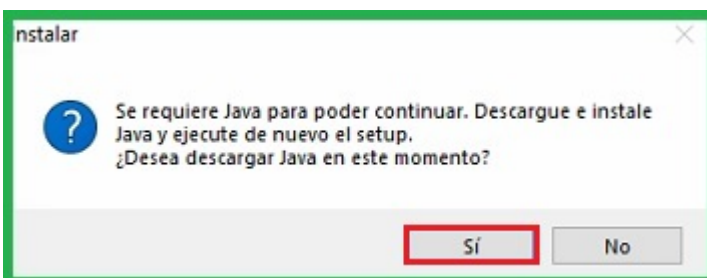 nstalar
Se requiere Java para poder continuar. Descargue e instale
Java y ejecute de nuevo el setup.
¿Desea descargar Java en este momento?
Sí
No